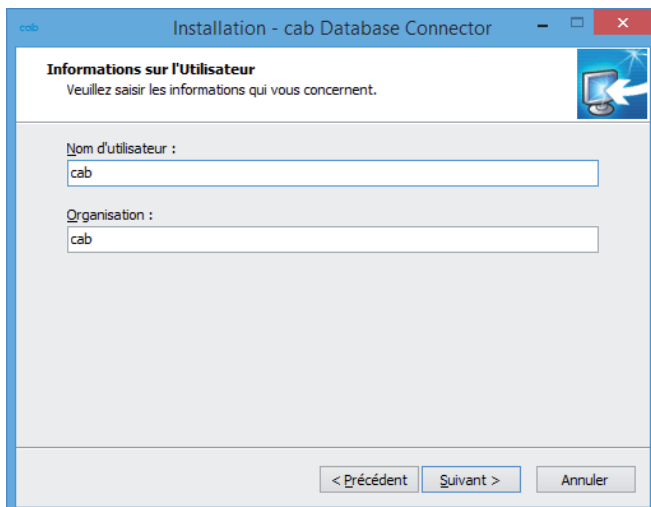 cab Installation - cab Database Connector
Informations sur l'Utilisateur
Veuillez saisir les informations qui vous concernent.
Nom d'utilisateur :
cab
Organisation :
cab
< Précédent Suivant > Annuler